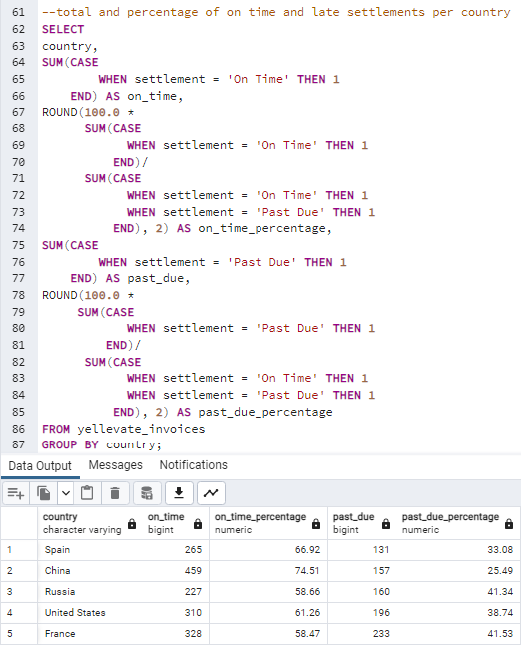 61 --total and percentage of on time and late settlements per country
62 SELECT
63 country,
64 SUM(CASE
65 WHEN settlement = 'On Time' THEN 1
66 END) AS on_time,
67 ROUND(100.0 *
68 SUM(CASE
69 WHEN settlement = 'On Time' THEN 1
70 END)/
71 SUM(CASE
72 WHEN settlement = 'On Time' THEN 1
73 WHEN settlement = 'Past Due' THEN 1
74 END), 2) AS on_time_percentage,
75 SUM(CASE
76 WHEN settlement = 'Past Due' THEN 1
77 END) AS past_due,
78 ROUND(100.0 *
79 SUM(CASE
80 WHEN settlement = 'Past Due' THEN 1
81 END)/
82 SUM(CASE
83 WHEN settlement = 'On Time' THEN 1
84 WHEN settlement = 'Past Due' THEN 1
85 END), 2) AS past_due_percentage
86 FROM yellevate_invoices
87 GROUP BY country;
Data Output Messages Notifications
country on_time on_time_percentage past_due past_due_percentage
character varying bigint numeric bigint numeric
1 Spain 265 66.92 131 33.08
2 China 459 74.51 157 25.49
3 Russia 227 58.66 160 41.34
4 United States 310 61.26 196 38.74
5 France 328 58.47 233 41.53